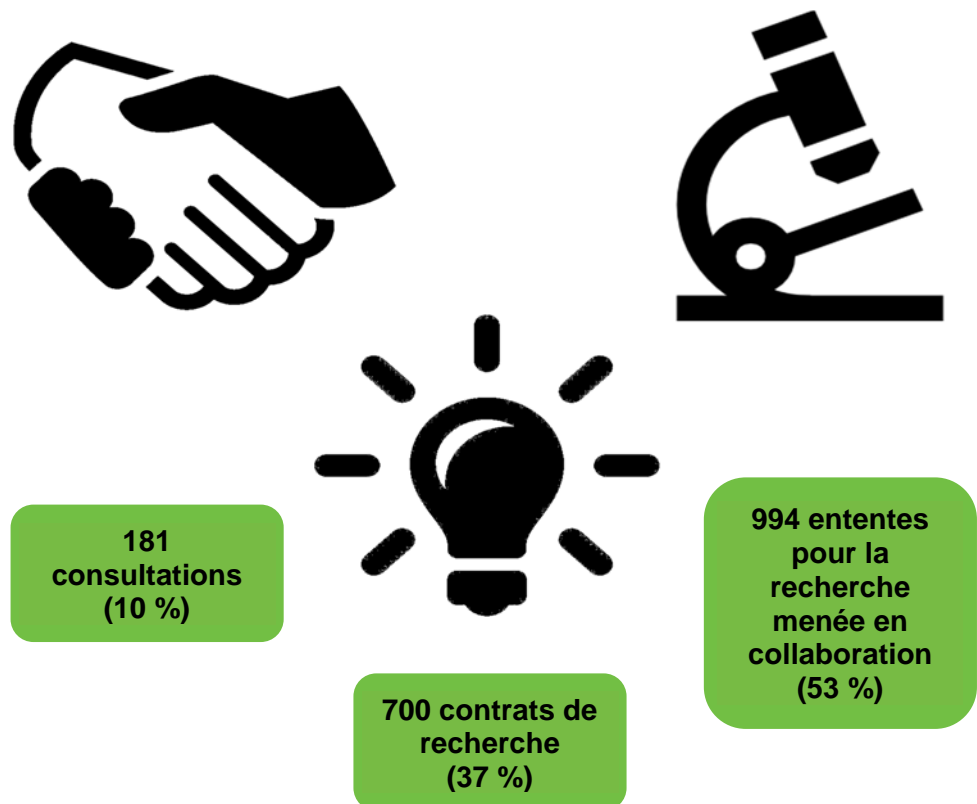 181
consultations
(10 %)
700 contrats de
recherche
(37 %)
994 ententes
pour la
recherche
menée en
collaboration
(53 %)